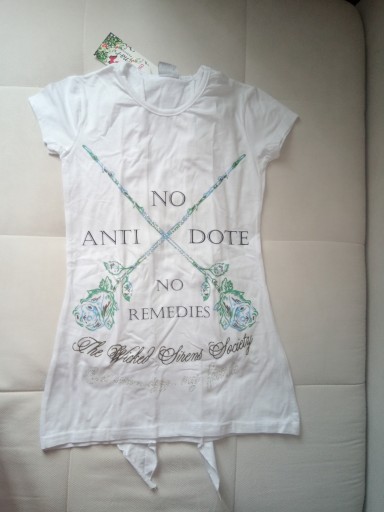 NO
ANTI DOTE
NO
REMEDIES
The Wicked Sirens Society